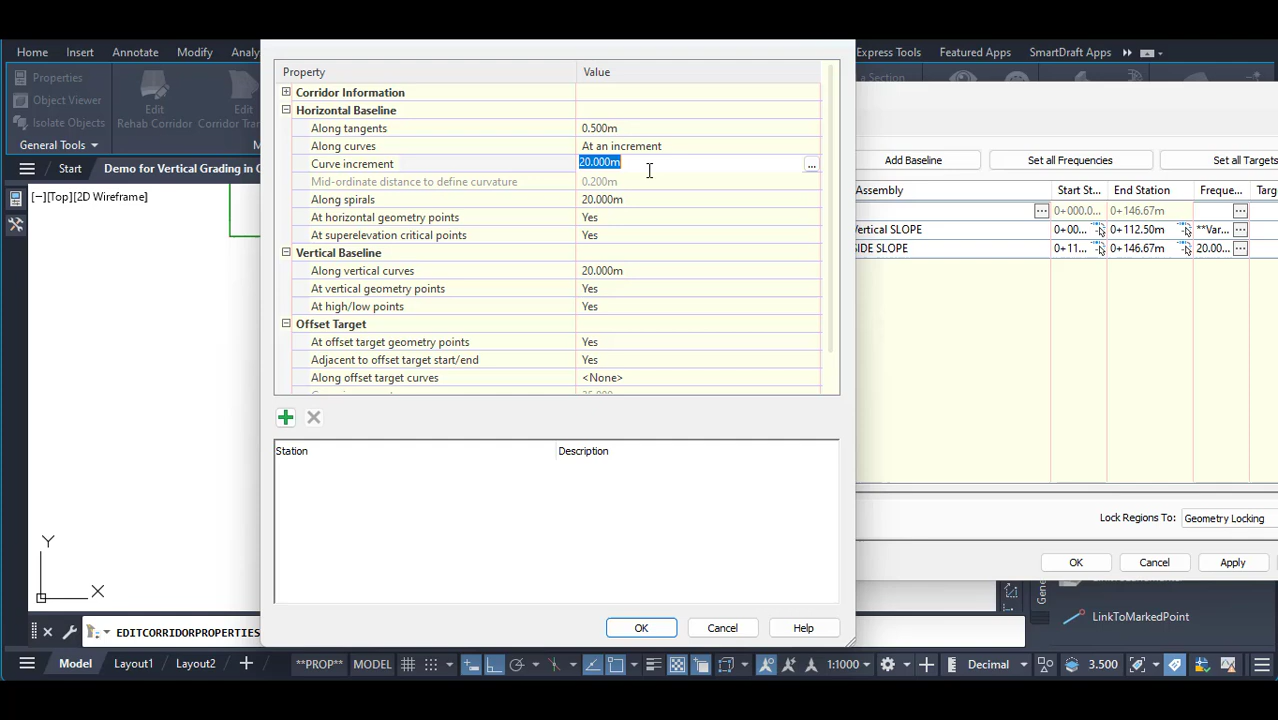 Home Insert Annotate Modify Analy Express Tools Featured Apps SmartDraft Apps
Properties
Object Viewer
Isolate Objects
Edit
Rehab Corridor
Edit
Corridor Tran
General Tools
a Section
Start Demo for Vertical Grading in C
[−][Top][2D Wireframe]
Property Value
Corridor Information
Horizontal Baseline
Along tangents 0.500m
Along curves At an increment
Curve increment 20.000m ...
Mid-ordinate distance to define curvature 0.200m
Along spirals 20.000m
At horizontal geometry points Yes
At superelevation critical points Yes
Vertical Baseline
Along vertical curves 20.000m
At vertical geometry points Yes
At high/low points Yes
Offset Target
At offset target geometry points Yes
Adjacent to offset target start/end Yes
Along offset target curves <None>
Station Description
OK Cancel Help
Add Baseline Set all Frequencies Set all Targets
Assembly Start St... End Station Freque... Targ
... 0+000.0... 0+146.67m ...
Vertical SLOPE 0+00... 0+112.50m **Var... ...
SIDE SLOPE 0+11... 0+146.67m 20.00... ...
Lock Regions To: Geometry Locking
OK Cancel Apply
LinkToMarkedPoint
Gene
Y
X
EDITCORRIDORPROPERTIES
Model Layout1 Layout2 + **PROP** MODEL 1:1000 Decimal 3.500